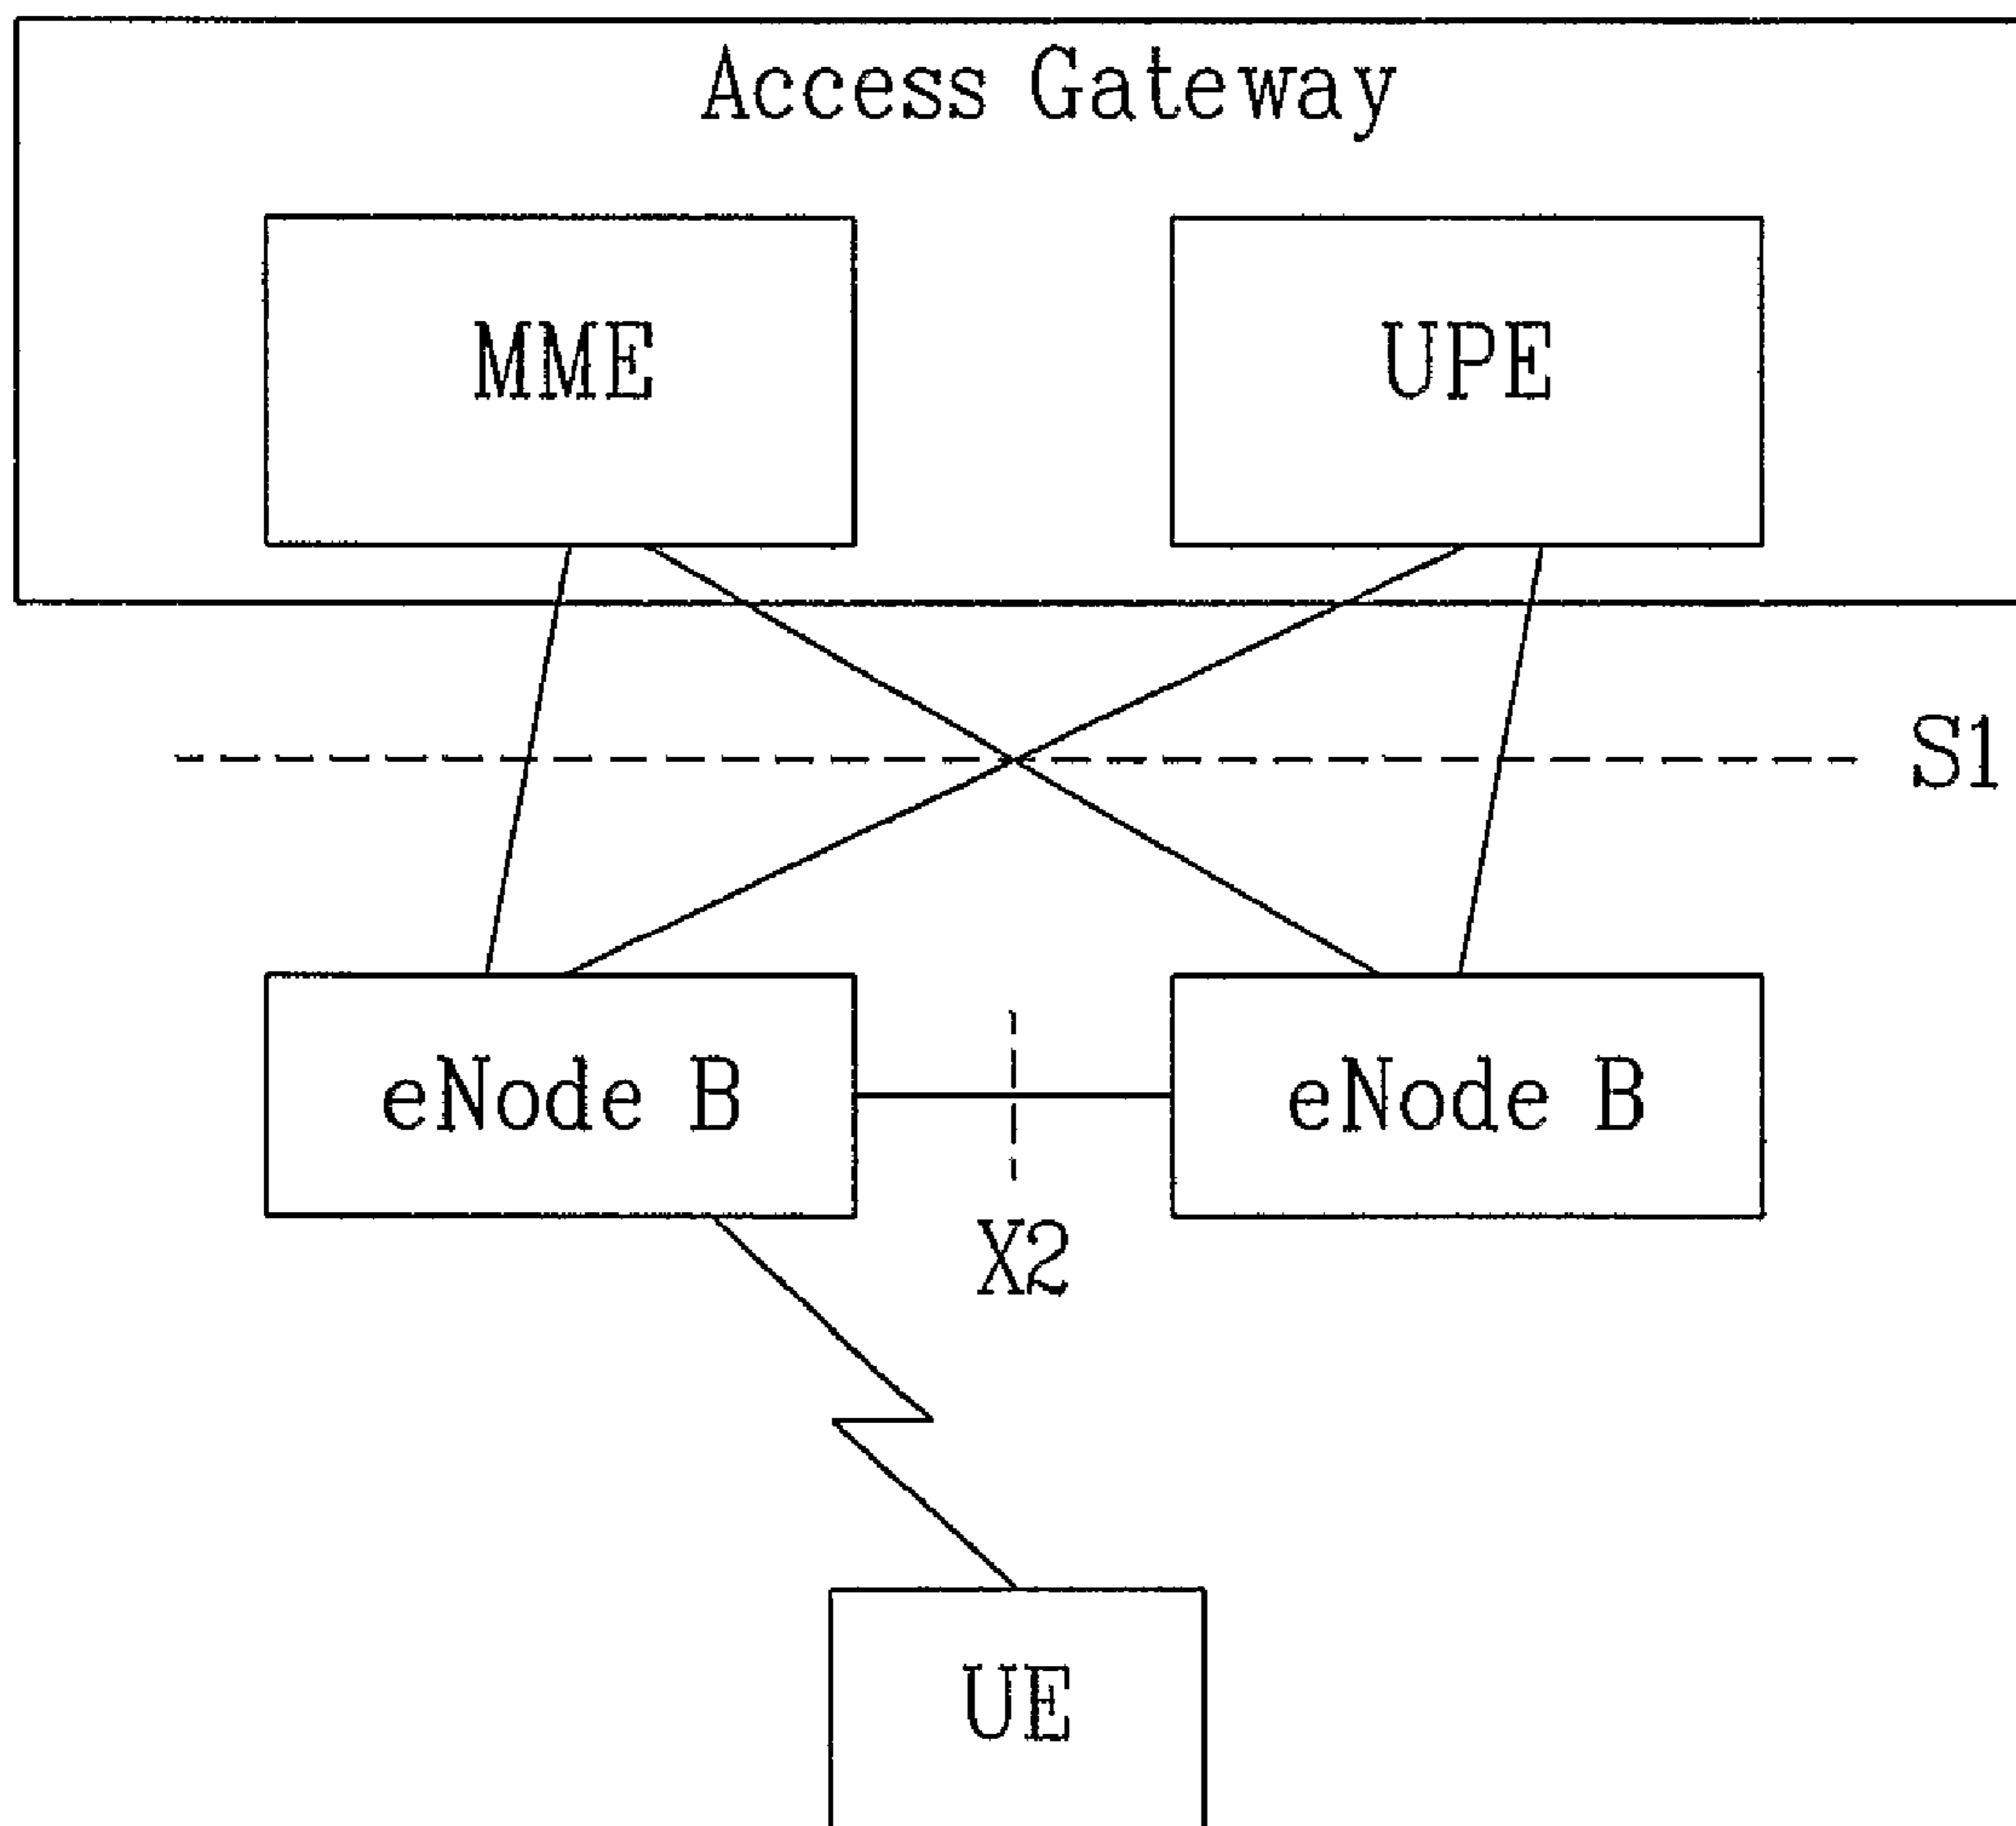 Access Gateway
MME
UPE
S1
eNode B
eNode B
X2
UE